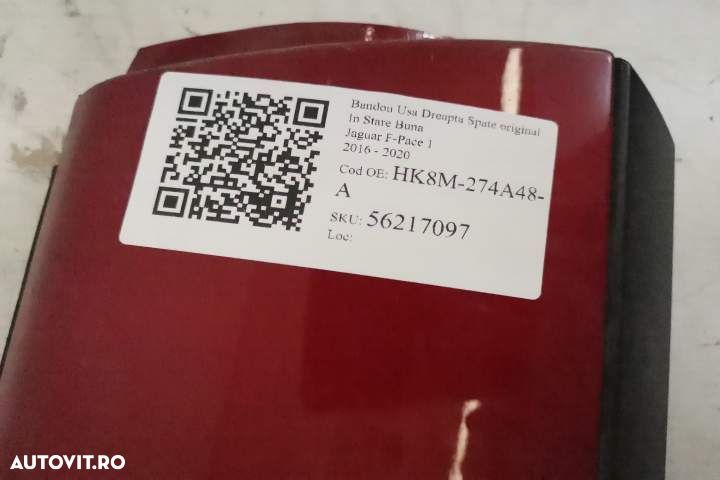 Bandou Usa Dreapta Spate original
In Stare Buna
Jaguar F-Pace 1
2016 - 2020
Cod OE: HK8M-274A48-
A
SKU: 56217097
Loc:
AUTOVIT.RO